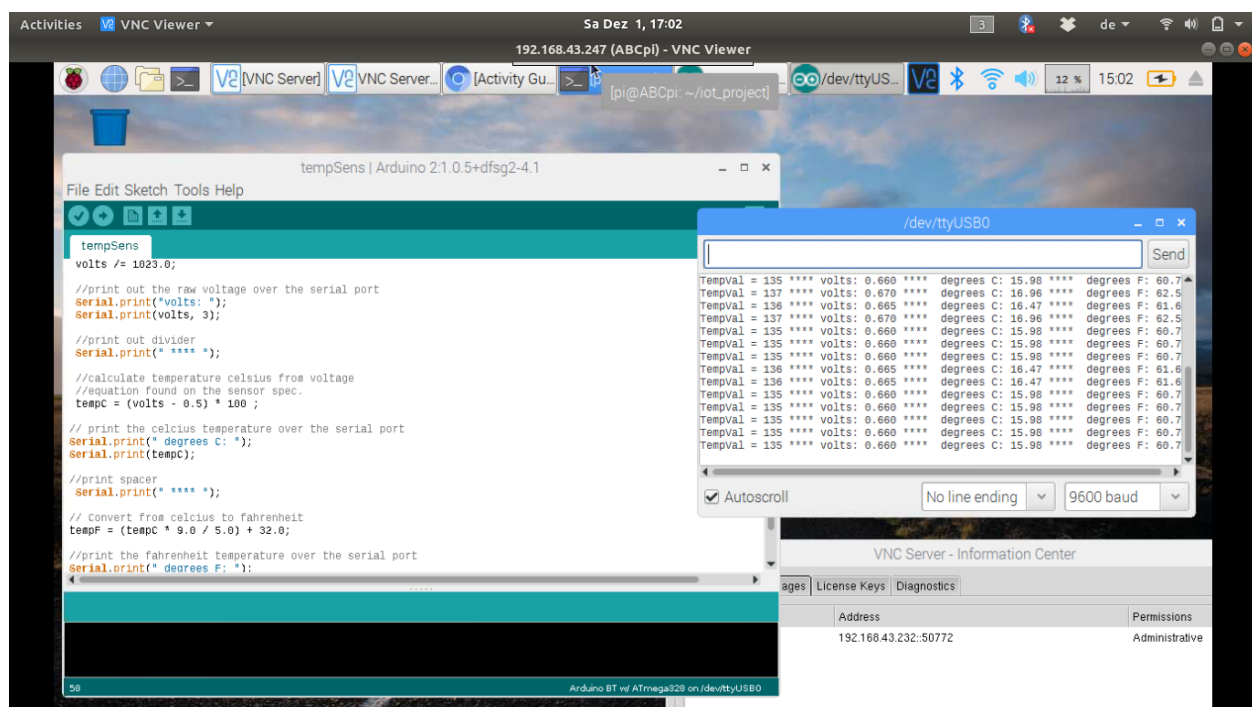 Activities VNC Viewer Sa Dez 1, 17:02 3 de
192.168.43.247 (ABCpi) - VNC Viewer
[VNC Server] VNC Server... [Activity Gu... /dev/ttyUS... 12 % 15:02
[pi@ABCpi: ~/iot_project]
tempSens | Arduino 2:1.0.5+dfsg2-4.1
File Edit Sketch Tools Help
tempSens
volts /= 1023.0;
//print out the raw voltage over the serial port
Serial.print("volts: ");
Serial.print(volts, 3);
//print out divider
Serial.print(" **** ");
//calculate temperature celsius from voltage
//equation found on the sensor spec.
tempC = (volts - 0.5) * 100 ;
// print the celcius temperature over the serial port
Serial.print(" degrees C: ");
Serial.print(tempC);
//print spacer
Serial.print(" **** ");
// Convert from celcius to fahrenheit
tempF = (tempC * 9.0 / 5.0) + 32.0;
//print the fahrenheit temperature over the serial port
Serial.print(" degrees F: ");
58 Arduino BT w/ ATmega328 on /dev/ttyUSB0
/dev/ttyUSB0
Send
TempVal = 135 **** volts: 0.660 **** degrees C: 15.98 **** degrees F: 60.7
TempVal = 137 **** volts: 0.670 **** degrees C: 16.96 **** degrees F: 62.5
TempVal = 136 **** volts: 0.665 **** degrees C: 16.47 **** degrees F: 61.6
TempVal = 137 **** volts: 0.670 **** degrees C: 16.96 **** degrees F: 62.5
TempVal = 135 **** volts: 0.660 **** degrees C: 15.98 **** degrees F: 60.7
TempVal = 135 **** volts: 0.660 **** degrees C: 15.98 **** degrees F: 60.7
TempVal = 135 **** volts: 0.660 **** degrees C: 15.98 **** degrees F: 60.7
TempVal = 136 **** volts: 0.665 **** degrees C: 16.47 **** degrees F: 61.6
TempVal = 136 **** volts: 0.665 **** degrees C: 16.47 **** degrees F: 61.6
TempVal = 135 **** volts: 0.660 **** degrees C: 15.98 **** degrees F: 60.7
TempVal = 135 **** volts: 0.660 **** degrees C: 15.98 **** degrees F: 60.7
TempVal = 135 **** volts: 0.660 **** degrees C: 15.98 **** degrees F: 60.7
TempVal = 135 **** volts: 0.660 **** degrees C: 15.98 **** degrees F: 60.7
TempVal = 135 **** volts: 0.660 **** degrees C: 15.98 **** degrees F: 60.7
Autoscroll No line ending 9600 baud
VNC Server - Information Center
ages License Keys Diagnostics
Address Permissions
192.168.43.232::50772 Administrative